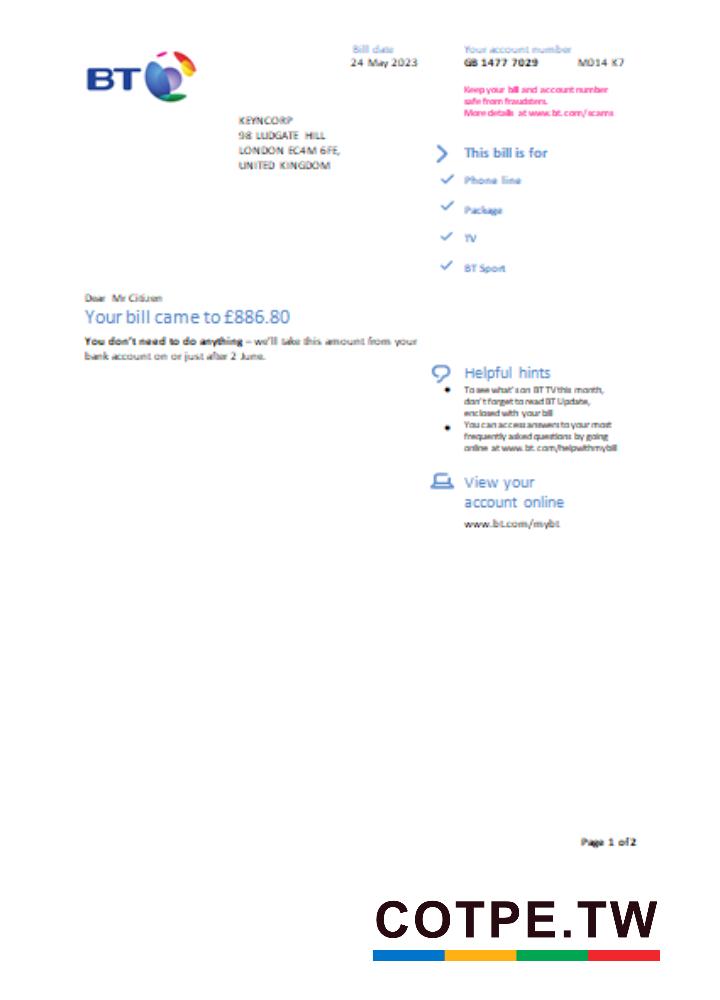 BT
Bill date
24 May 2023
Your account number
GB 1477 7029 M014 K7
Keep your bill and account number
safe from fraudsters.
More details at www.bt.com/scams
KEYNCORP
98 LUDGATE HILL
LONDON EC4M 6FE,
UNITED KINGDOM
This bill is for
Phone line
Package
TV
BT Sport
Dear Mr Citizen
Your bill came to £886.80
You don't need to do anything – we'll take this amount from your
bank account on or just after 2 June.
Helpful hints
To see what's on BT TV this month,
don't forget to read BT Update,
enclosed with your bill
You can access answers to your most
frequently asked questions by going
online at www.bt.com/helpwithmybill
View your
account online
www.bt.com/mybt
Page 1 of 2
COTPE.TW